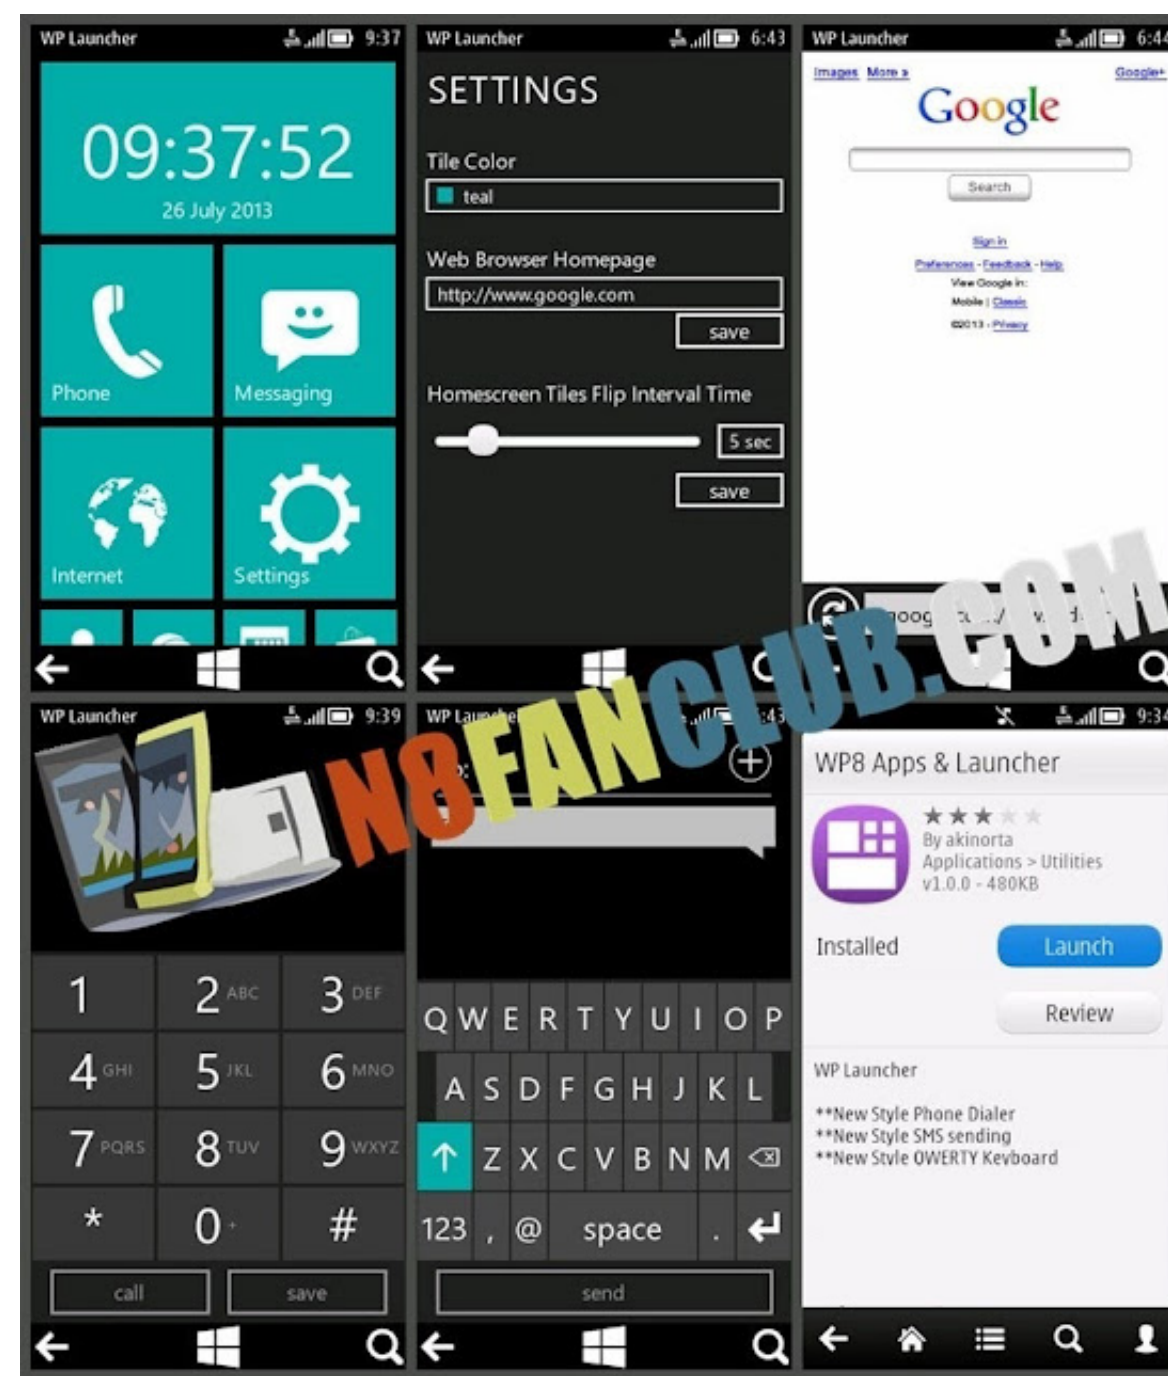 WP Launcher 9:37
09:37:52
26 July 2013
Phone
Messaging
Internet
Settings
WP Launcher 6:43
SETTINGS
Tile Color
teal
Web Browser Homepage
http://www.google.com
save
Homescreen Tiles Flip Interval Time
5 sec
save
WP Launcher 6:44
Images More » Google+
Google
Search
Sign in
Preferences - Feedback - Help
View Google in:
Mobile | Classic
©2013 - Privacy
N8FANCLUB.COM
WP Launcher 9:39
1
2 ABC
3 DEF
4 GHI
5 JKL
6 MNO
7 PQRS
8 TUV
9 WXYZ
*
0 +
#
call
save
Q W E R T Y U I O P
A S D F G H J K L
Z X C V B N M
123 , @ space .
send
WP8 Apps & Launcher
By akinorta
Applications > Utilities
v1.0.0 - 480KB
Installed
Launch
Review
WP Launcher
**New Style Phone Dialer
**New Style SMS sending
**New Style QWERTY Keyboard